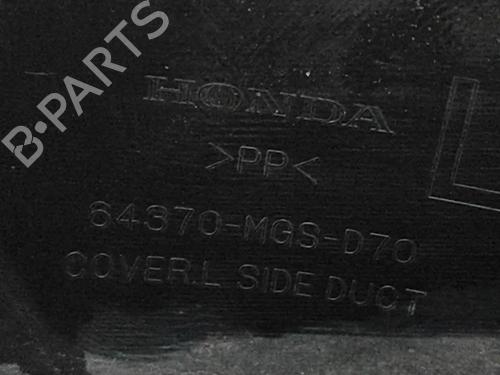 B-PARTS
HONDA
>PP<
L
64370-MGS-D70
COVER.L SIDE DUCT